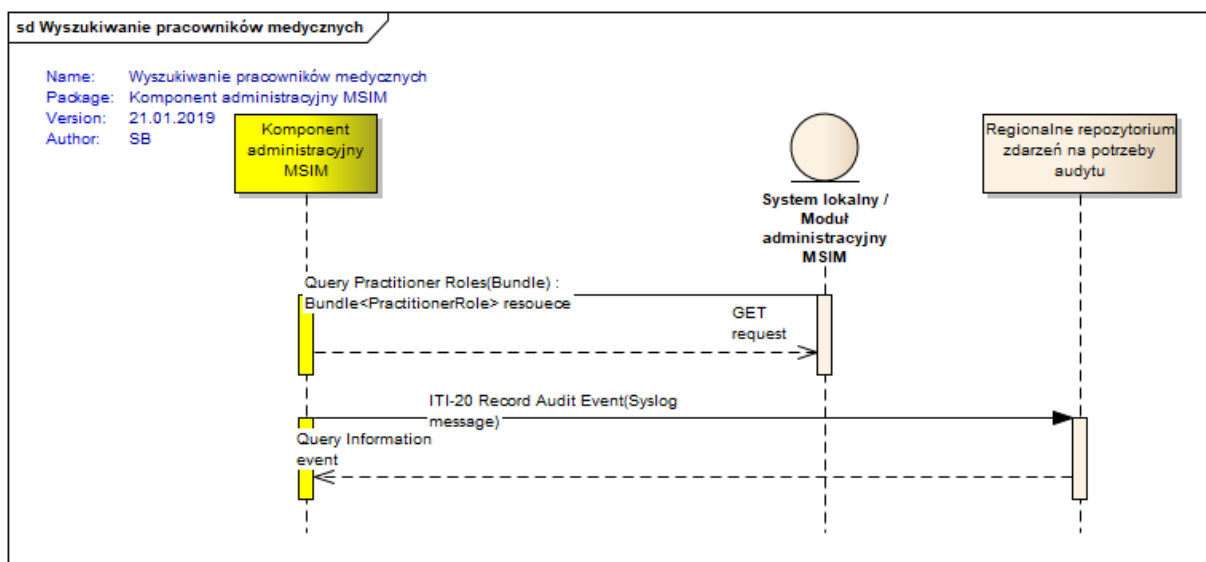 sd Wyszukiwanie pracowników medycznych
Name: Wyszukiwanie pracowników medycznych
Package: Komponent administracyjny MSIM
Version: 21.01.2019
Author: SB
Komponent
administracyjny
MSIM
System lokalny /
Moduł
administracyjny
MSIM
Regionalne repozytorium
zdarzeń na potrzeby
audytu
Query Practitioner Roles(Bundle) :
Bundle<PractitionerRole> resouece
GET
request
ITI-20 Record Audit Event(Syslog
message)
Query Information
event